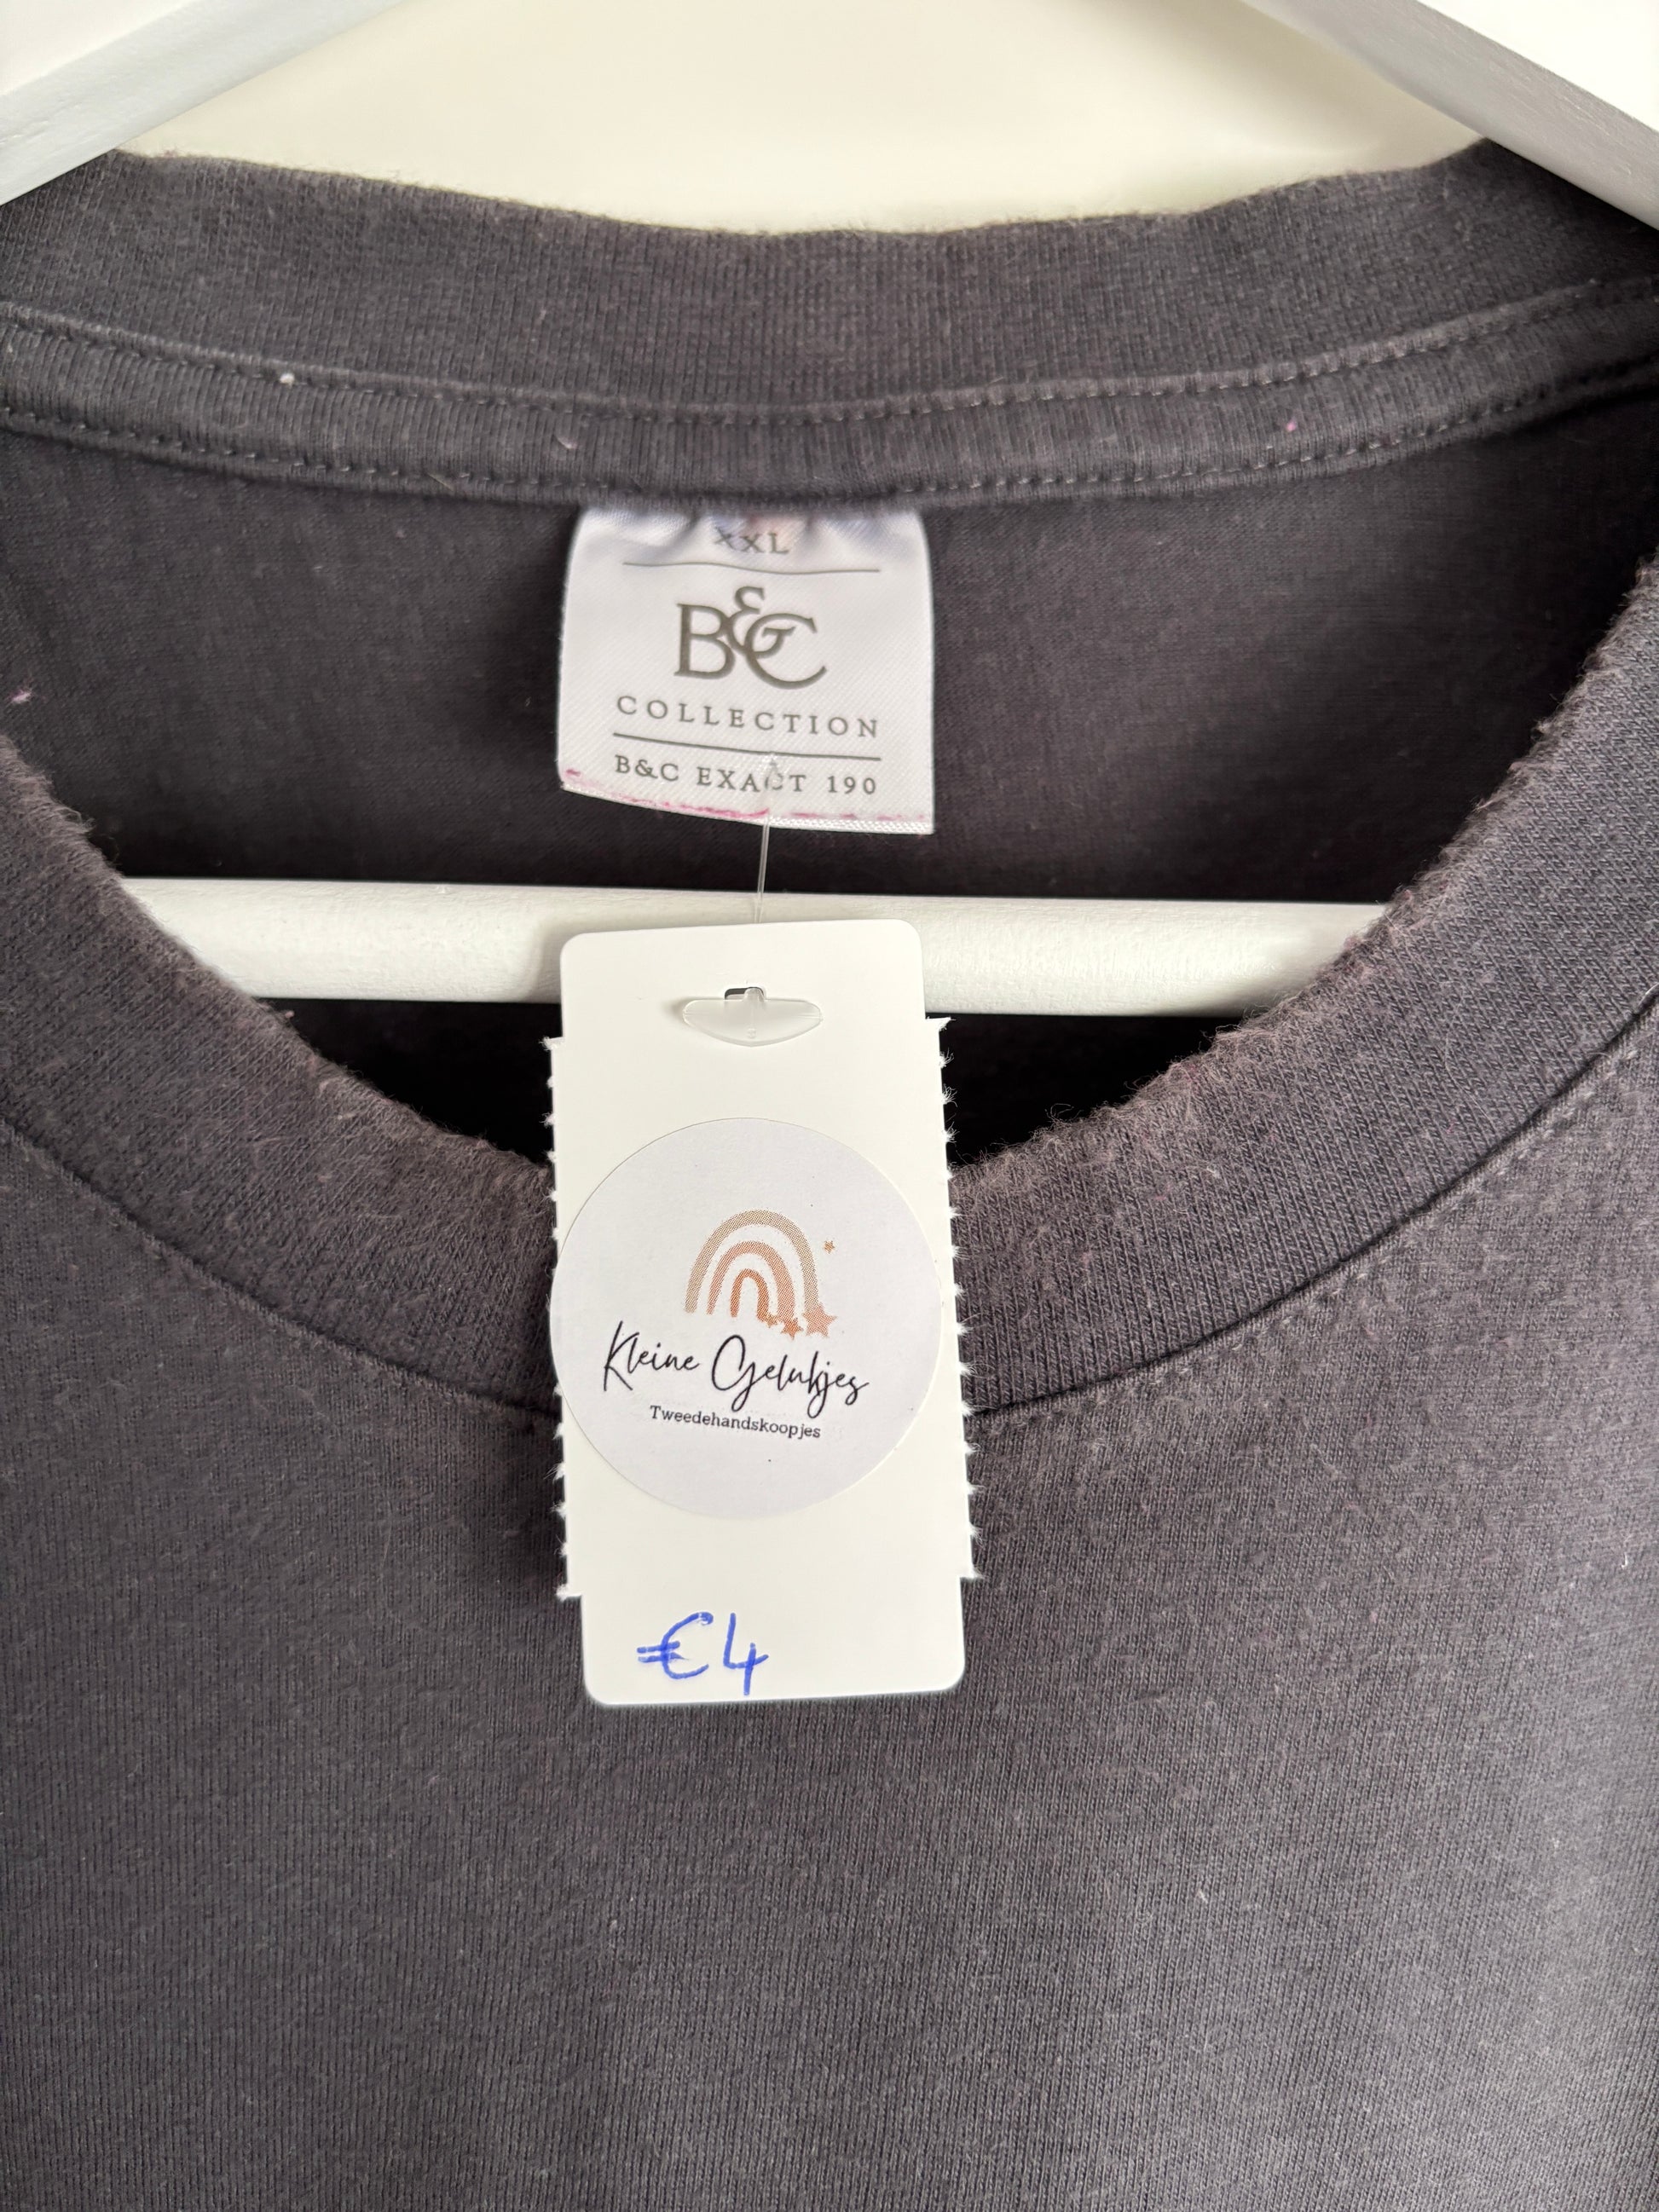 XXL
B&C
COLLECTION
B&C EXACT 190
Kleine Gelukjes
Tweedehandskoopjes
€4